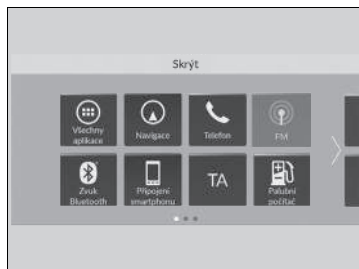 Skrýt
Všechny
aplikace
Navigace
Telefon
FM
Zvuk
Bluetooth
Připojení
smartphonu
TA
Palubní
počítač